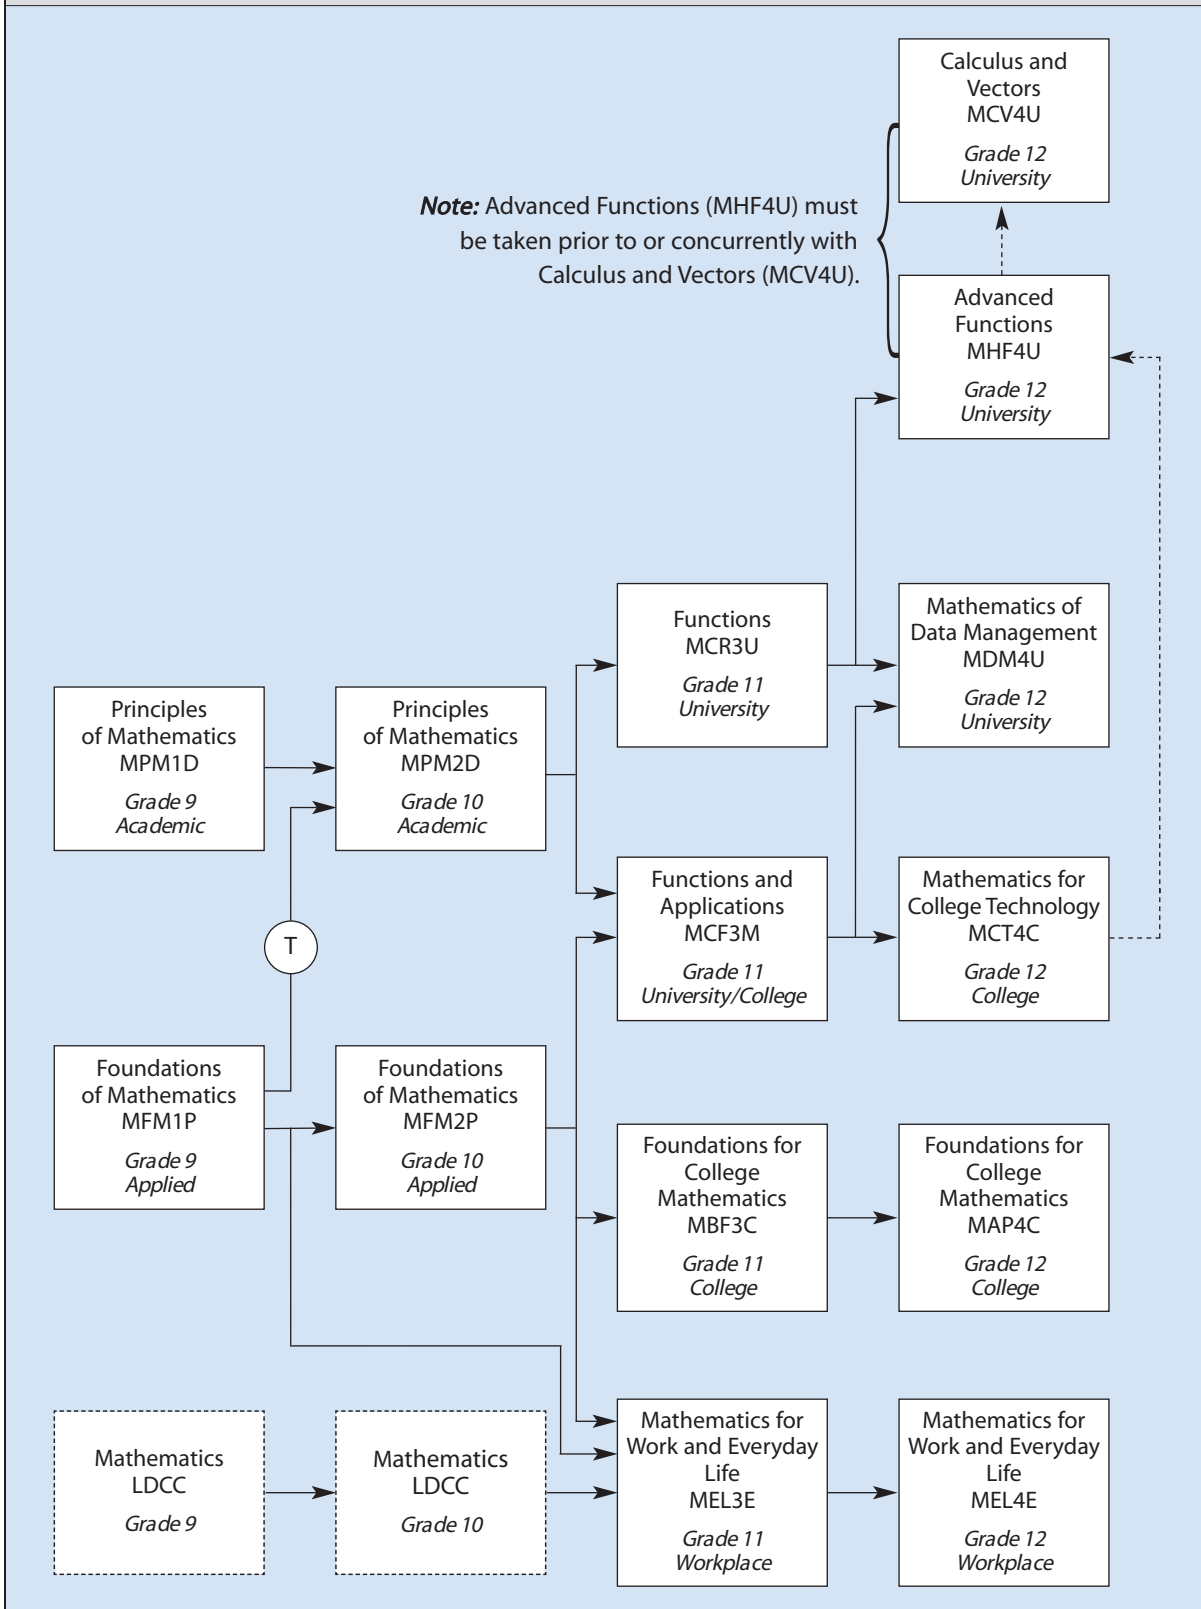 Calculus and
Vectors
MCV4U
Grade 12
University
Note: Advanced Functions (MHF4U) must
be taken prior to or concurrently with
Calculus and Vectors (MCV4U).
Advanced
Functions
MHF4U
Grade 12
University
Functions
MCR3U
Grade 11
University
Mathematics of
Data Management
MDM4U
Grade 12
University
Principles
of Mathematics
MPM1D
Grade 9
Academic
Principles
of Mathematics
MPM2D
Grade 10
Academic
Functions and
Applications
MCF3M
Grade 11
University/College
Mathematics for
College Technology
MCT4C
Grade 12
College
T
Foundations
of Mathematics
MFM1P
Grade 9
Applied
Foundations
of Mathematics
MFM2P
Grade 10
Applied
Foundations for
College
Mathematics
MBF3C
Grade 11
College
Foundations for
College
Mathematics
MAP4C
Grade 12
College
Mathematics
LDCC
Grade 9
Mathematics
LDCC
Grade 10
Mathematics for
Work and Everyday
Life
MEL3E
Grade 11
Workplace
Mathematics for
Work and Everyday
Life
MEL4E
Grade 12
Workplace